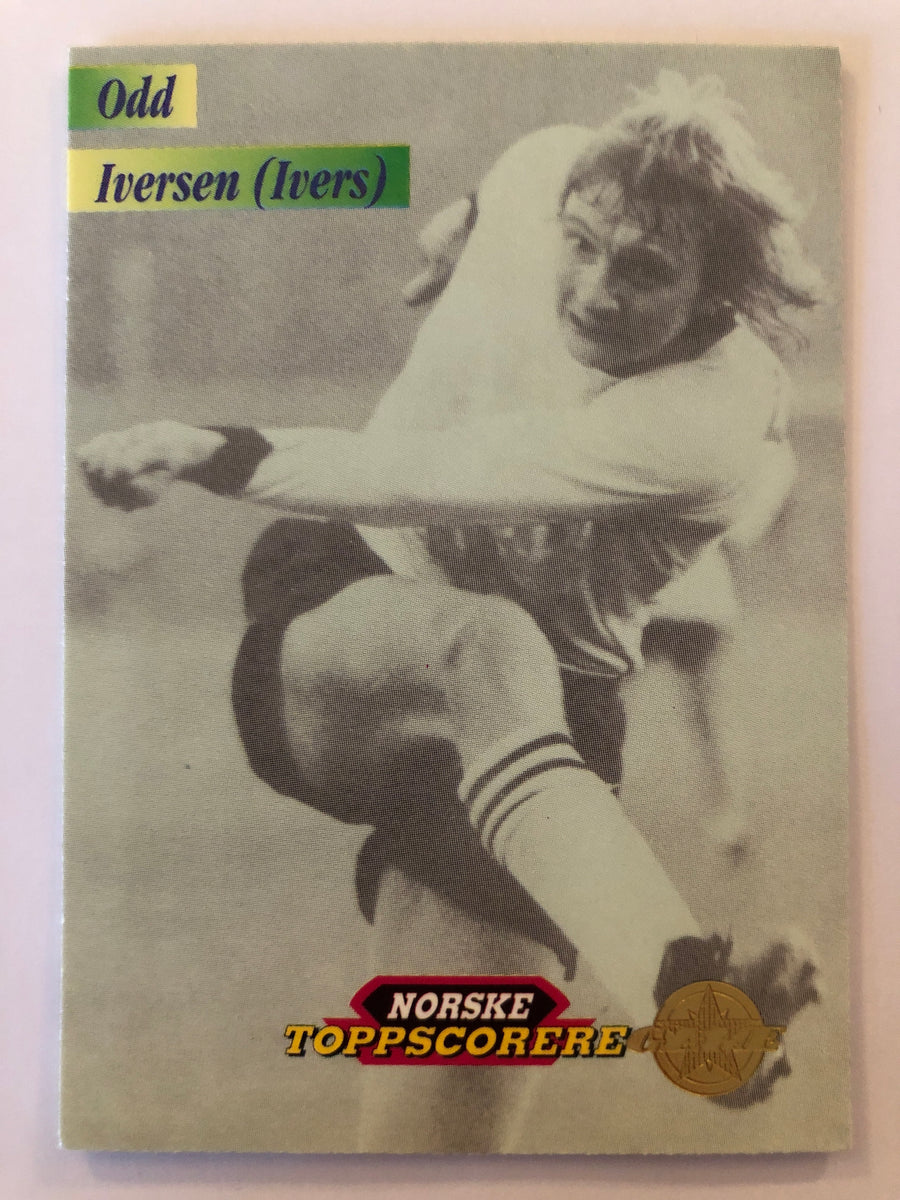 Odd
Iversen (Ivers)
NORSKE
TOPPSCORERE